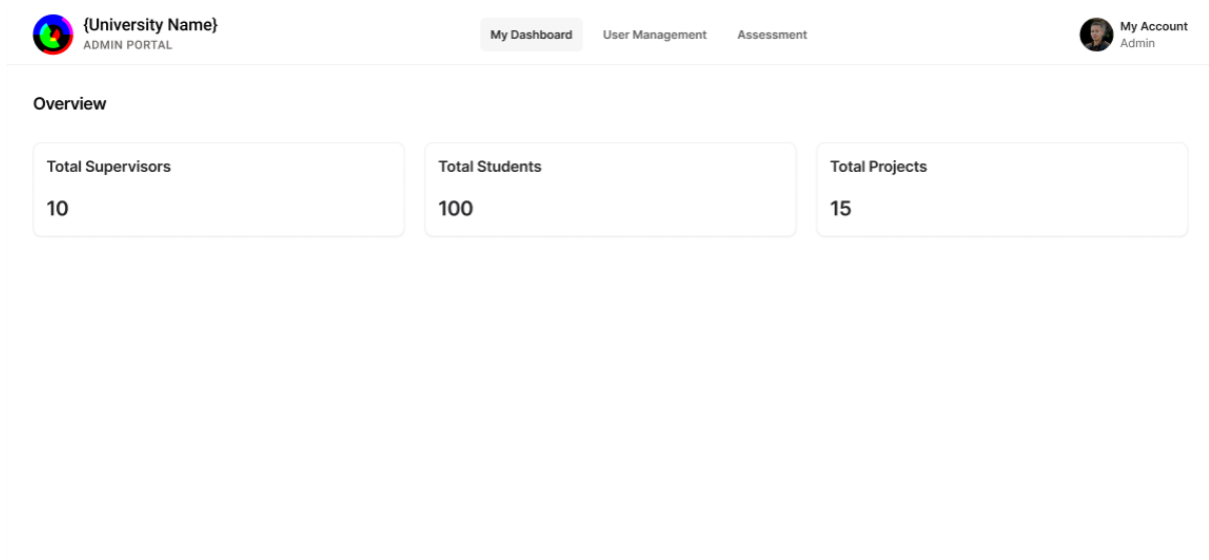 {University Name}
ADMIN PORTAL
My Dashboard
User Management
Assessment
My Account
Admin
Overview
Total Supervisors
10
Total Students
100
Total Projects
15